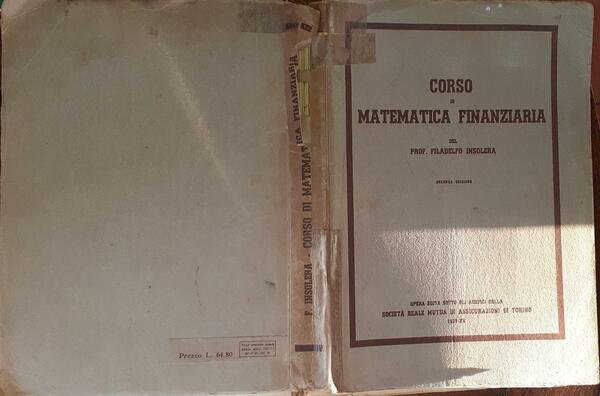 Prezzo L. 64,80
F. INSOLERA - CORSO DI MATEMATICA FINANZIARIA
CORSO
DI
MATEMATICA FINANZIARIA
DEL
PROF. FILADELFO INSOLERA
SECONDA EDIZIONE
OPERA EDITA SOTTO GLI AUSPICI DELLA
SOCIETÀ REALE MUTUA DI ASSICURAZIONI DI TORINO